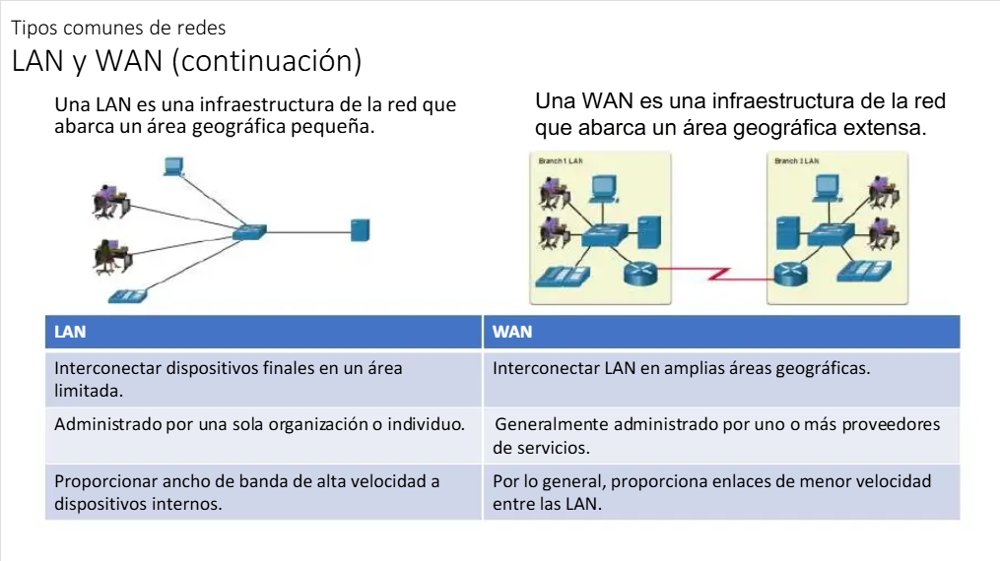 Tipos comunes de redes
LAN y WAN (continuación)
Una LAN es una infraestructura de la red que
abarca un área geográfica pequeña.
Una WAN es una infraestructura de la red
que abarca un área geográfica extensa.
Branch 1 LAN
Branch 2 LAN
LAN
WAN
Interconectar dispositivos finales en un área
limitada.
Interconectar LAN en amplias áreas geográficas.
Administrado por una sola organización o individuo.
Generalmente administrado por uno o más proveedores
de servicios.
Proporcionar ancho de banda de alta velocidad a
dispositivos internos.
Por lo general, proporciona enlaces de menor velocidad
entre las LAN.